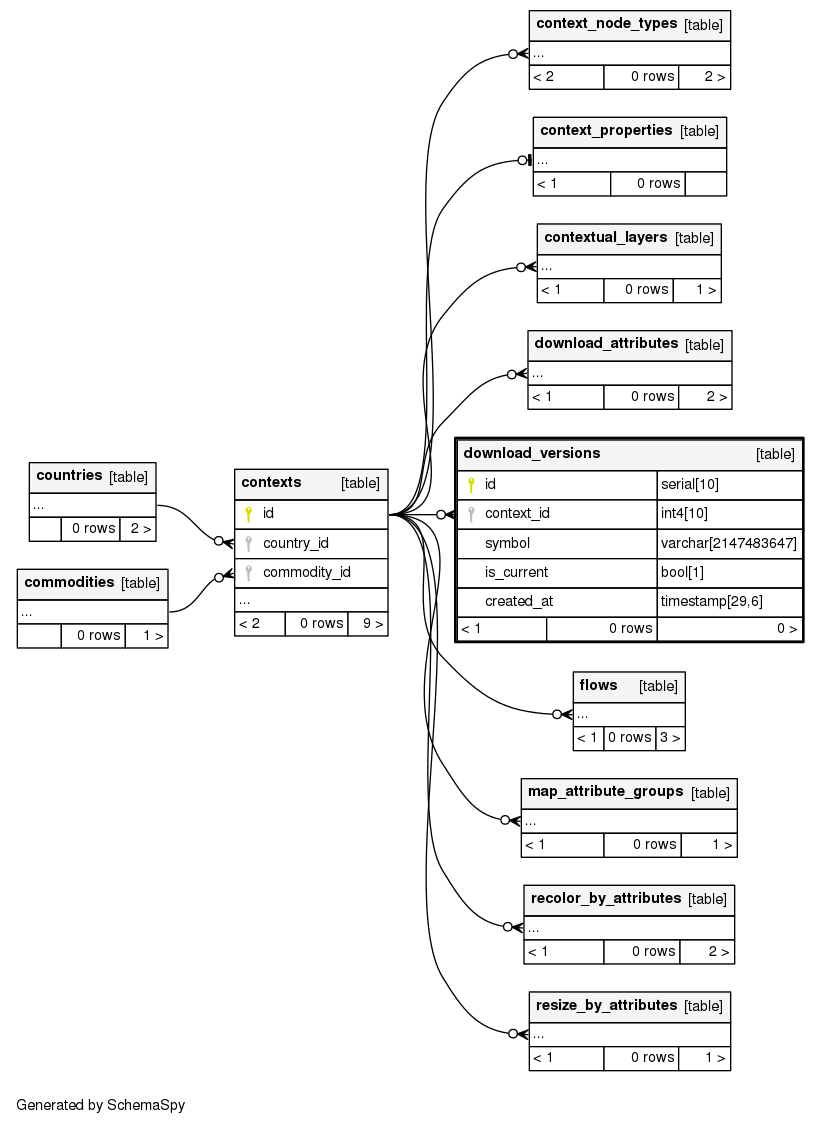 context_node_types [table]
...
< 2 0 rows 2 >
context_properties [table]
...
< 1 0 rows
contextual_layers [table]
...
< 1 0 rows 1 >
download_attributes [table]
...
< 1 0 rows 2 >
countries [table]
...
0 rows 2 >
commodities [table]
...
0 rows 1 >
contexts [table]
id
country_id
commodity_id
...
< 2 0 rows 9 >
download_versions [table]
id serial[10]
context_id int4[10]
symbol varchar[2147483647]
is_current bool[1]
created_at timestamp[29,6]
< 1 0 rows 0 >
flows [table]
...
< 1 0 rows 3 >
map_attribute_groups [table]
...
< 1 0 rows 1 >
recolor_by_attributes [table]
...
< 1 0 rows 2 >
resize_by_attributes [table]
...
< 1 0 rows 1 >
Generated by SchemaSpy